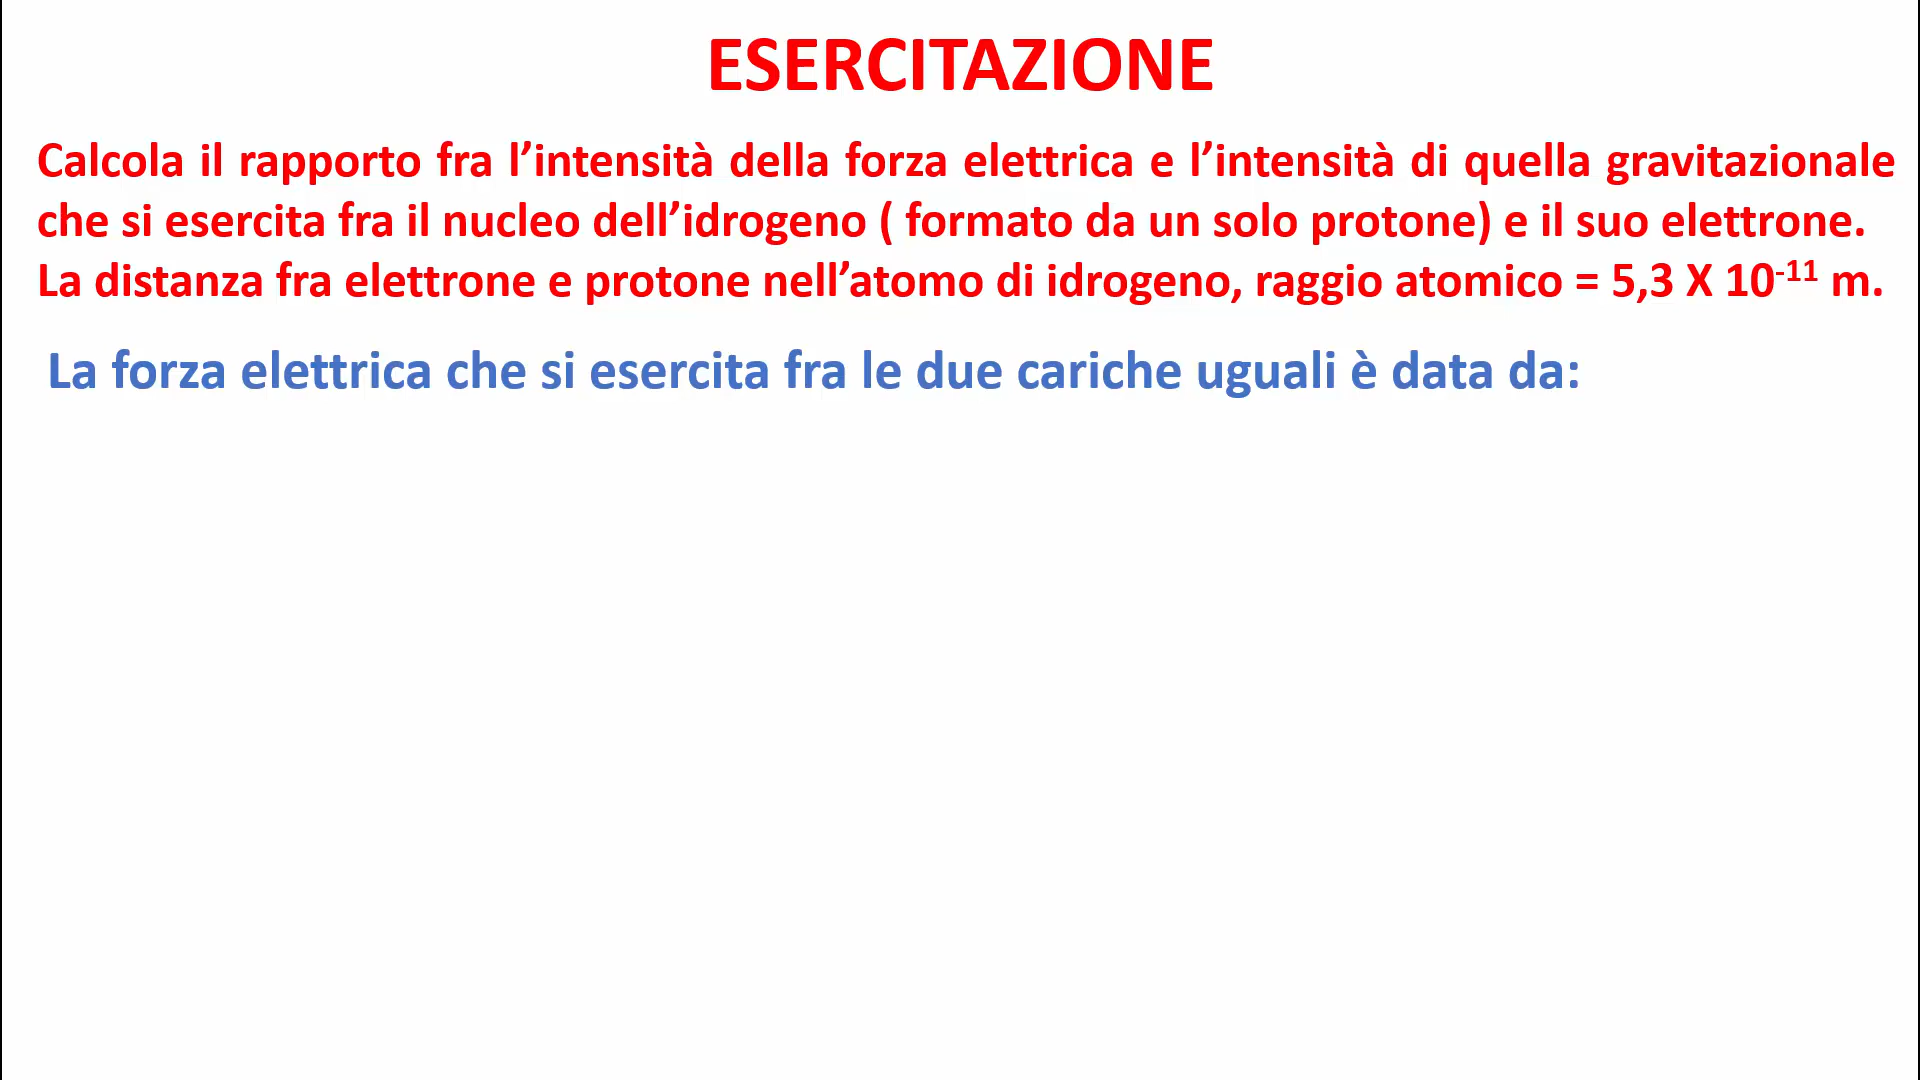 ESERCITAZIONE
Calcola il rapporto fra l’intensità della forza elettrica e l’intensità di quella gravitazionale
che si esercita fra il nucleo dell’idrogeno ( formato da un solo protone) e il suo elettrone.
La distanza fra elettrone e protone nell’atomo di idrogeno, raggio atomico = 5,3 X 10⁻¹¹ m.
La forza elettrica che si esercita fra le due cariche uguali è data da: